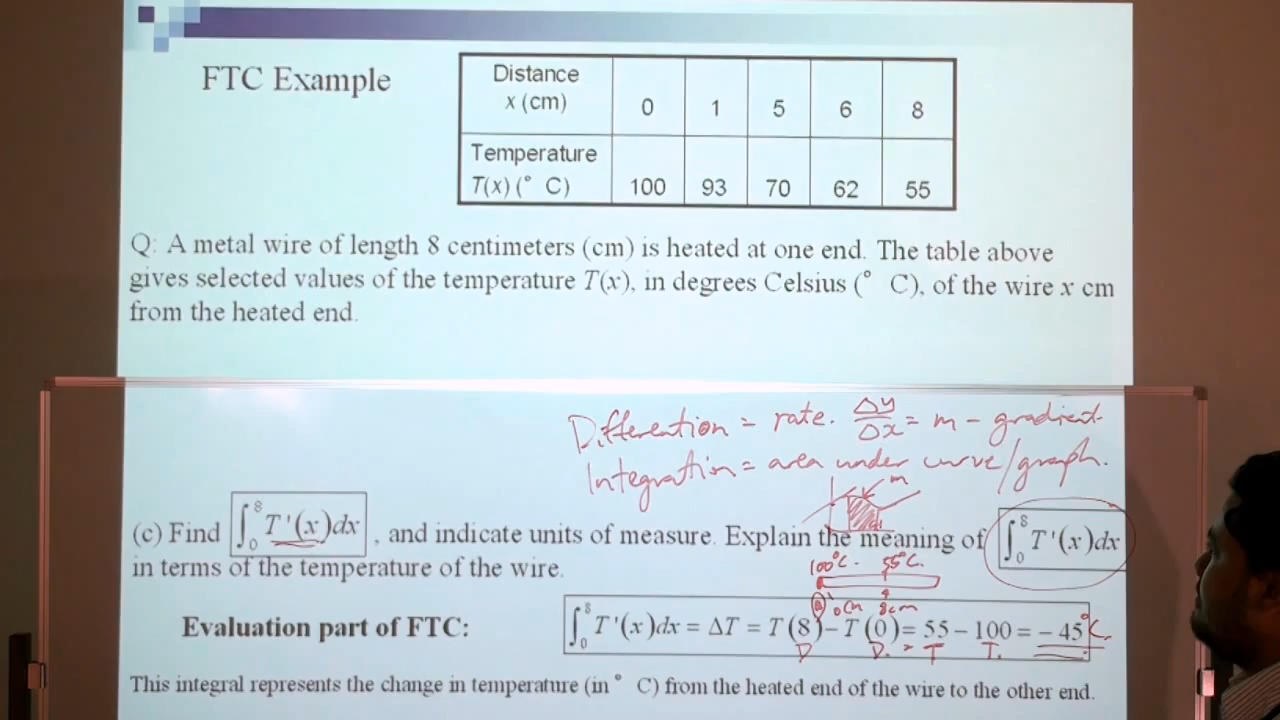 FTC Example
Distance x (cm) 0 1 5 6 8
Temperature T(x) (° C) 100 93 70 62 55
Q: A metal wire of length 8 centimeters (cm) is heated at one end. The table above
gives selected values of the temperature T(x), in degrees Celsius (° C), of the wire x cm
from the heated end.
Differention = rate. Δy/Δx = m - gradient.
Integration = area under curve/graph.
m
(c) Find ∫₀⁸ T'(x)dx , and indicate units of measure. Explain the meaning of ∫₀⁸ T'(x)dx
in terms of the temperature of the wire.
100°C. 55°C.
0cm 8cm
Evaluation part of FTC: ∫₀⁸ T'(x)dx = ΔT = T(8) − T(0) = 55 − 100 = − 45°C
D D. T T.
This integral represents the change in temperature (in ° C) from the heated end of the wire to the other end.